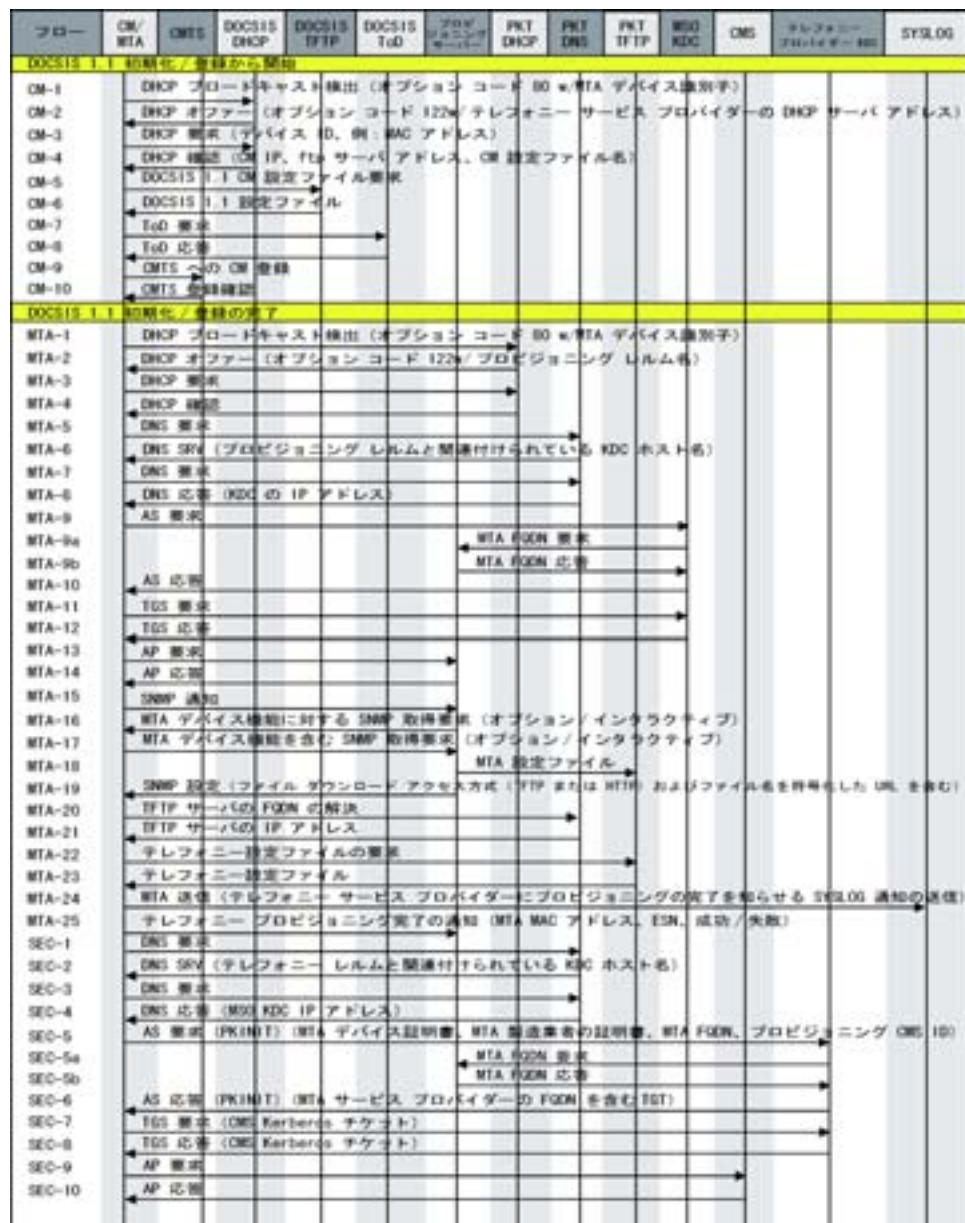 フロー CM/MTA CMTS DOCSIS DHCP DOCSIS TFTP DOCSIS ToD プロビジョニング サーバー PKT DHCP PKT DNS PKT TFTP MSO KDC CMS テレフォニー プロバイダー KDC SYSLOG
DOCSIS 1.1 初期化/登録から開始
CM-1 DHCP ブロードキャスト検出 (オプション コード 60 w/MTA デバイス識別子)
CM-2 DHCP オファー (オプション コード 122w/テレフォニー サービス プロバイダーの DHCP サーバ アドレス)
CM-3 DHCP 要求 (デバイス ID、例:MAC アドレス)
CM-4 DHCP 確認 (CM IP、ftp サーバ アドレス、CM 設定ファイル名)
CM-5 DOCSIS 1.1 CM 設定ファイル要求
CM-6 DOCSIS 1.1 設定ファイル
CM-7 ToD 要求
CM-8 ToD 応答
CM-9 CMTS への CM 登録
CM-10 CMTS 登録確認
DOCSIS 1.1 初期化/登録の完了
MTA-1 DHCP ブロードキャスト検出 (オプション コード 60 w/MTA デバイス識別子)
MTA-2 DHCP オファー (オプション コード 122w/プロビジョニング レルム名)
MTA-3 DHCP 要求
MTA-4 DHCP 確認
MTA-5 DNS 要求
MTA-6 DNS SRV (プロビジョニング レルムと関連付けられている KDC ホスト名)
MTA-7 DNS 要求
MTA-8 DNS 応答 (KDC の IP アドレス)
MTA-9 AS 要求
MTA-9a MTA FQDN 要求
MTA-9b MTA FQDN 応答
MTA-10 AS 応答
MTA-11 TGS 要求
MTA-12 TGS 応答
MTA-13 AP 要求
MTA-14 AP 応答
MTA-15 SNMP 通知
MTA-16 MTA デバイス機能に対する SNMP 取得要求 (オプション/インタラクティブ)
MTA-17 MTA デバイス機能を含む SNMP 取得要求 (オプション/インタラクティブ)
MTA-18 MTA 設定ファイル
MTA-19 SNMP 設定 (ファイル ダウンロード アクセス方式 (TFTP または HTTP) およびファイル名を符号化した URL を含む)
MTA-20 TFTP サーバの FQDN の解決
MTA-21 TFTP サーバの IP アドレス
MTA-22 テレフォニー設定ファイルの要求
MTA-23 テレフォニー設定ファイル
MTA-24 MTA 送信 (テレフォニー サービス プロバイダーにプロビジョニングの完了を知らせる SYSLOG 通知の送信)
MTA-25 テレフォニー プロビジョニング完了の通知 (MTA MAC アドレス、ESN、成功/失敗)
SEC-1 DNS 要求
SEC-2 DNS SRV (テレフォニー レルムと関連付けられている KDC ホスト名)
SEC-3 DNS 要求
SEC-4 DNS 応答 (MSO KDC IP アドレス)
SEC-5 AS 要求 (PKINIT) (MTA デバイス証明書、MTA 製造業者の証明書、MTA FQDN、プロビジョニング CMS ID)
SEC-5a MTA FQDN 要求
SEC-5b MTA FQDN 応答
SEC-6 AS 応答 (PKINIT) (MTA サービス プロバイダーの FQDN を含む TGT)
SEC-7 TGS 要求 (CMS Kerberos チケット)
SEC-8 TGS 応答 (CMS Kerberos チケット)
SEC-9 AP 要求
SEC-10 AP 応答